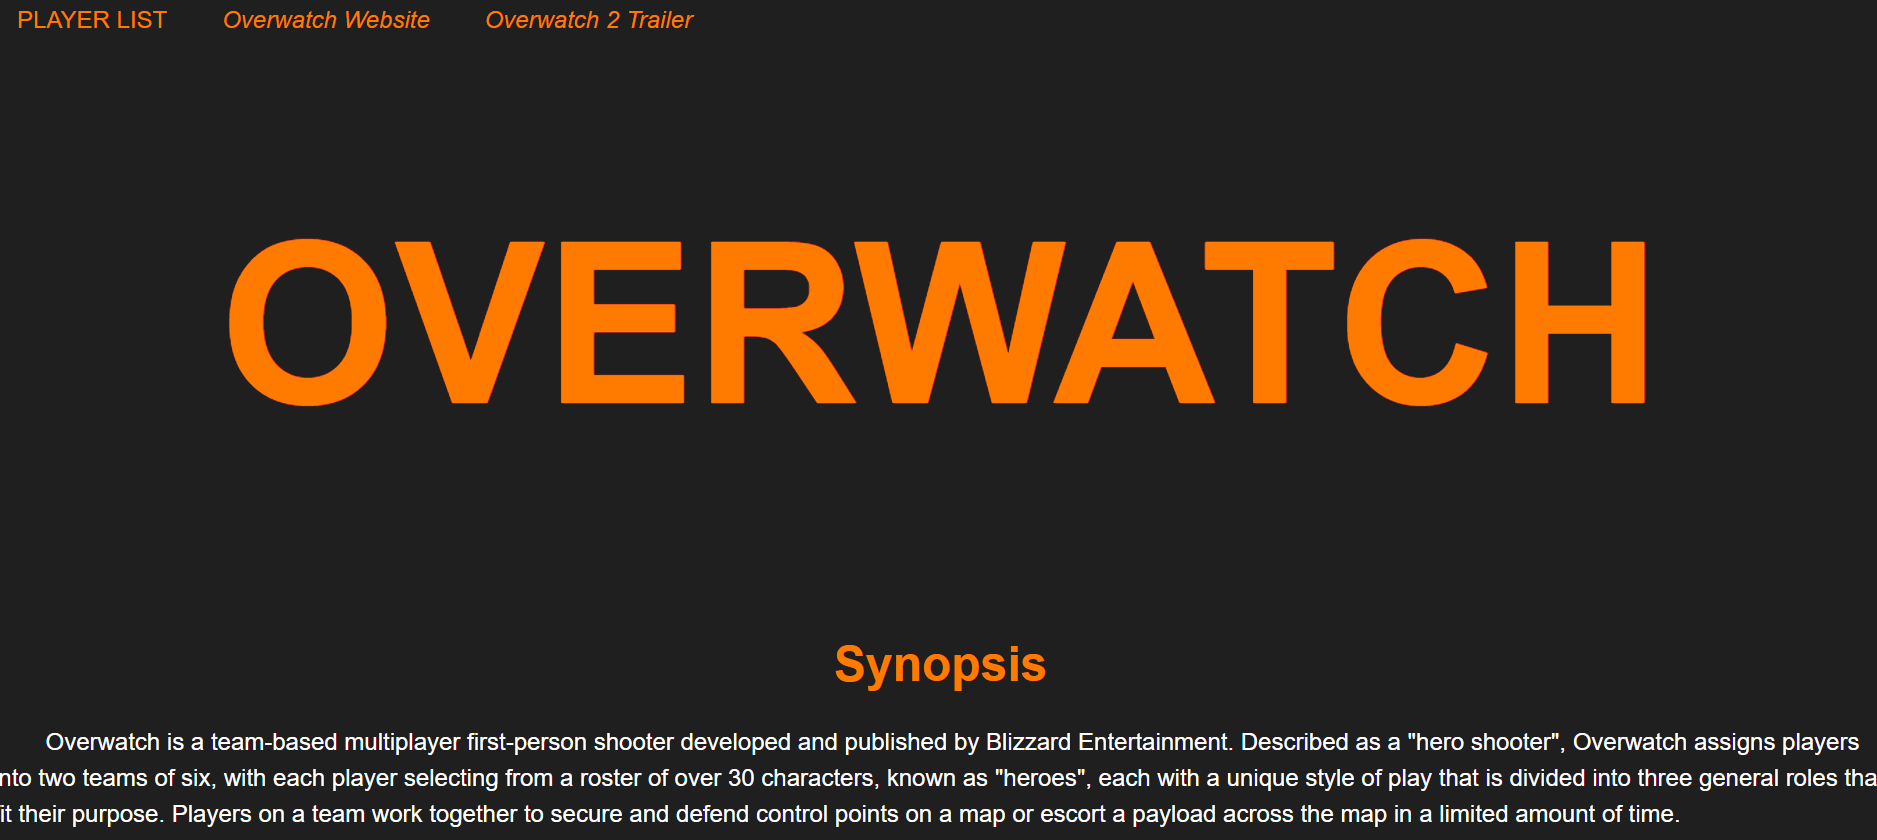 PLAYER LIST Overwatch Website Overwatch 2 Trailer
OVERWATCH
Synopsis
Overwatch is a team-based multiplayer first-person shooter developed and published by Blizzard Entertainment. Described as a "hero shooter", Overwatch assigns players
nto two teams of six, with each player selecting from a roster of over 30 characters, known as "heroes", each with a unique style of play that is divided into three general roles tha
it their purpose. Players on a team work together to secure and defend control points on a map or escort a payload across the map in a limited amount of time.